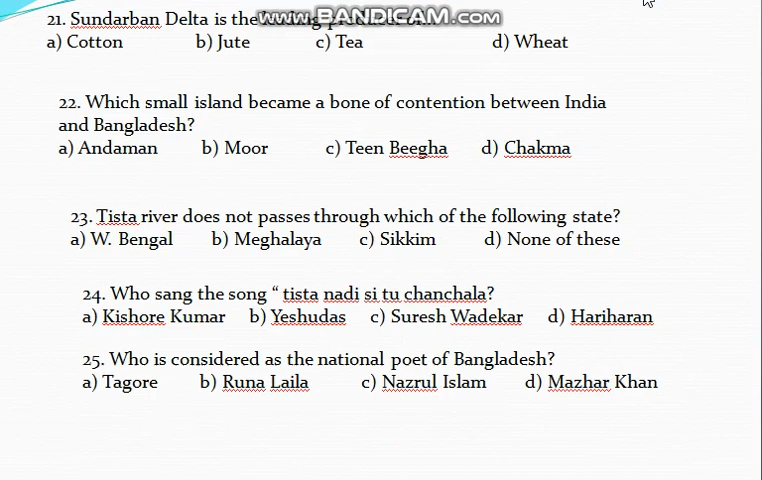 21. Sundarban Delta is the leading producer of...
www.BANDICAM.com
a) Cotton b) Jute c) Tea d) Wheat
22. Which small island became a bone of contention between India
and Bangladesh?
a) Andaman b) Moor c) Teen Beegha d) Chakma
23. Tista river does not passes through which of the following state?
a) W. Bengal b) Meghalaya c) Sikkim d) None of these
24. Who sang the song “ tista nadi si tu chanchala?
a) Kishore Kumar b) Yeshudas c) Suresh Wadekar d) Hariharan
25. Who is considered as the national poet of Bangladesh?
a) Tagore b) Runa Laila c) Nazrul Islam d) Mazhar Khan